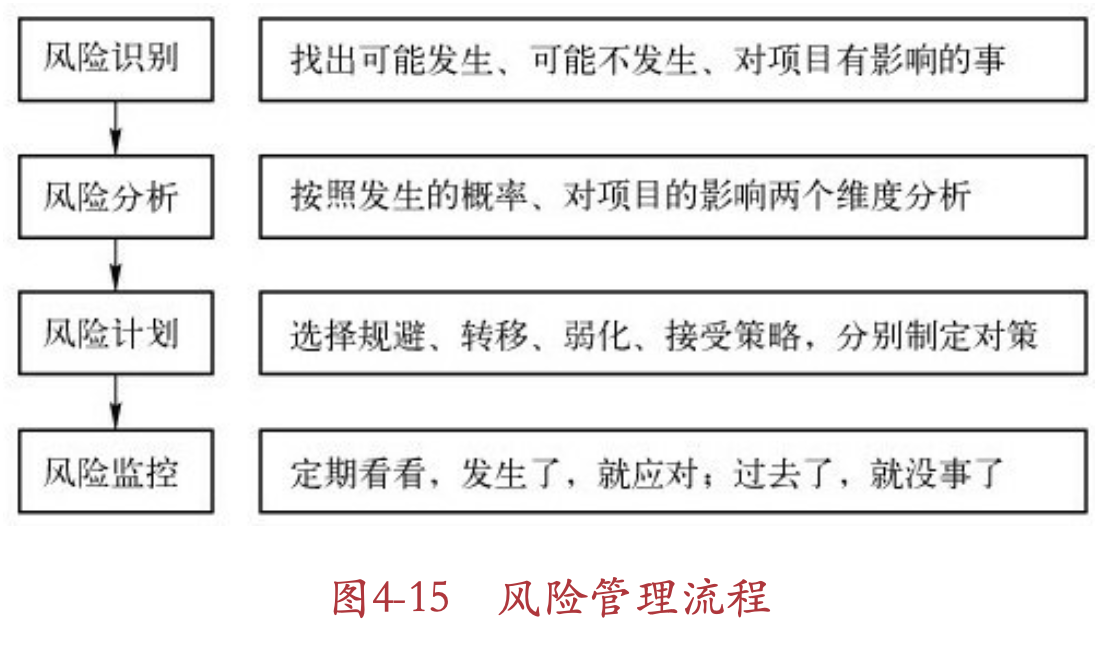 风险识别
找出可能发生、可能不发生、对项目有影响的事
风险分析
按照发生的概率、对项目的影响两个维度分析
风险计划
选择规避、转移、弱化、接受策略，分别制定对策
风险监控
定期看看，发生了，就应对；过去了，就没事了
图4-15 风险管理流程